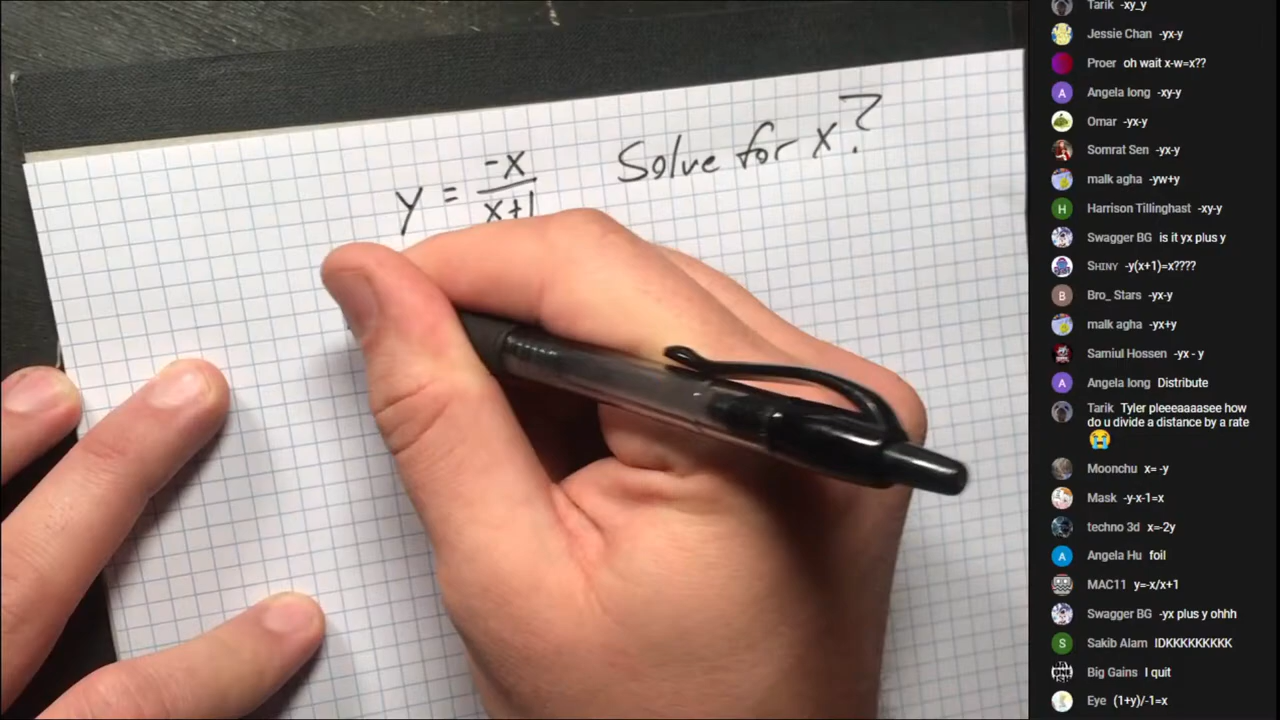 y = -x/x+1 Solve for x?
Tarik -xy_y
Jessie Chan -yx-y
Proer oh wait x-w=x??
A
Angela long -xy-y
Omar -yx-y
Somrat Sen -yx-y
malk agha -yw+y
H
Harrison Tillinghast -xy-y
Swagger BG is it yx plus y
SHINY -y(x+1)=x????
B
Bro_ Stars -yx-y
malk agha -yx+y
Samiul Hossen -yx - y
A
Angela long Distribute
Tarik Tyler pleeeaaaasee how
do u divide a distance by a rate
😭
Moonchu x= -y
Mask -y-x-1=x
techno 3d x=-2y
A
Angela Hu foil
MAC11 y=-x/x+1
Swagger BG -yx plus y ohhh
S
Sakib Alam IDKKKKKKKKK
Big Gains I quit
Eye (1+y)/-1=x